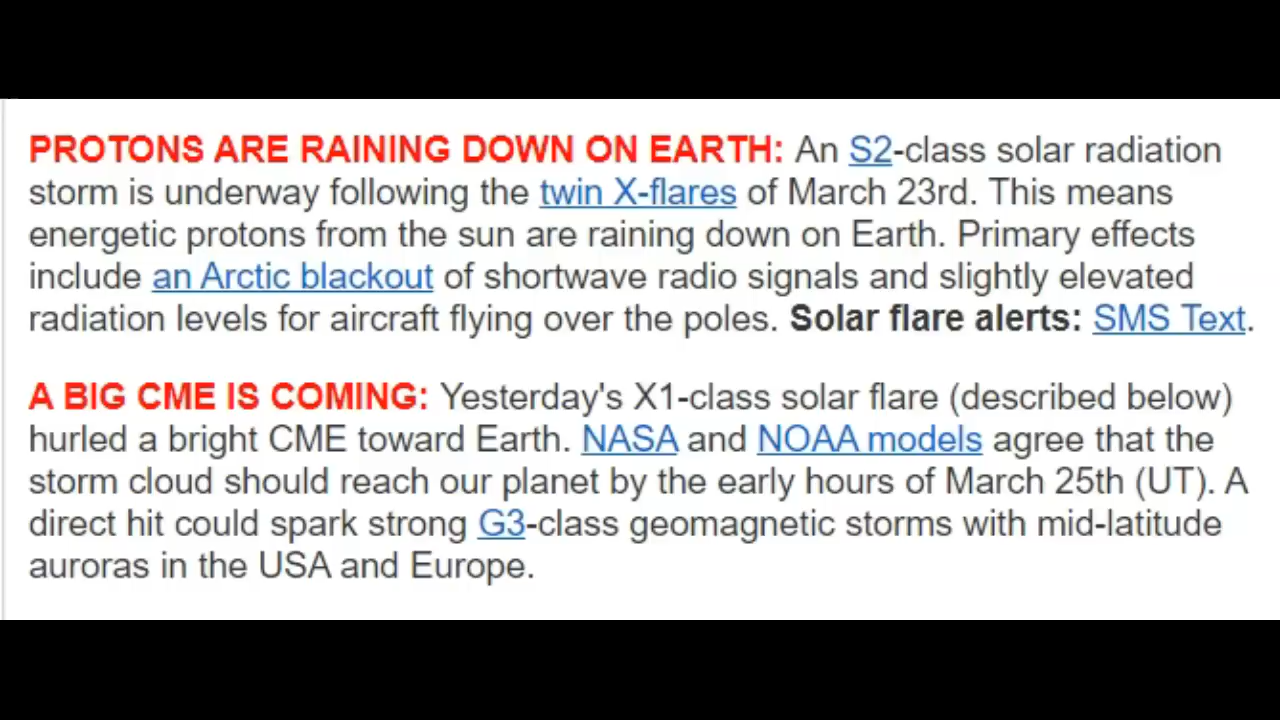 PROTONS ARE RAINING DOWN ON EARTH: An S2-class solar radiation
storm is underway following the twin X-flares of March 23rd. This means
energetic protons from the sun are raining down on Earth. Primary effects
include an Arctic blackout of shortwave radio signals and slightly elevated
radiation levels for aircraft flying over the poles. Solar flare alerts: SMS Text.
A BIG CME IS COMING: Yesterday's X1-class solar flare (described below)
hurled a bright CME toward Earth. NASA and NOAA models agree that the
storm cloud should reach our planet by the early hours of March 25th (UT). A
direct hit could spark strong G3-class geomagnetic storms with mid-latitude
auroras in the USA and Europe.